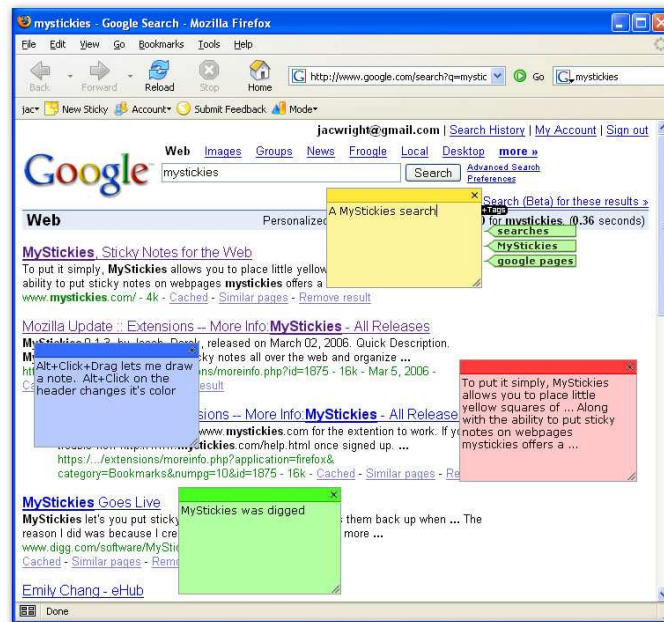 mystickies - Google Search - Mozilla Firefox
File Edit View Go Bookmarks Tools Help
Back Forward Reload Stop Home http://www.google.com/search?q=mystic Go mystickies
jac New Sticky Account Submit Feedback Mode
jacwright@gmail.com | Search History | My Account | Sign out
Google
Web Images Groups News Froogle Local Desktop more »
mystickies Search Advanced Search
Preferences
Search (Beta) for these results »
Web Personalized for mystickies. (0.36 seconds)
A MyStickies search
+Tags
searches
MyStickies
google pages
MyStickies, Sticky Notes for the Web
To put it simply, MyStickies allows you to place little yellow
ability to put sticky notes on webpages mystickies offers a
www.mystickies.com/ - 4k - Cached - Similar pages - Remove result
Mozilla Update :: Extensions -- More Info:MyStickies - All Releases
released on March 02, 2006. Quick Description.
notes all over the web and organize ...
/moreinfo.php?id=1875 - 16k - Mar 5, 2006 -
Alt+Click+Drag lets me draw
a note. Alt+Click on the
header changes it's color
To put it simply, MyStickies
allows you to place little
yellow squares of ... Along
with the ability to put sticky
notes on webpages
mystickies offers a ...
-- More Info:MyStickies - All Release
www.mystickies.com for the extention to work. If yo
/help.html once signed up. ...
https:/.../extensions/moreinfo.php?application=firefox&
category=Bookmarks&numpg=10&id=1875 - 16k - Cached - Similar pages - Re
MyStickies Goes Live
MyStickies let's you put sticky them back up when ... The
reason I did was because I cre more ...
www.digg.com/software/MySti
Cached - Similar pages - Rem
MyStickies was digged
Emily Chang - eHub
Done